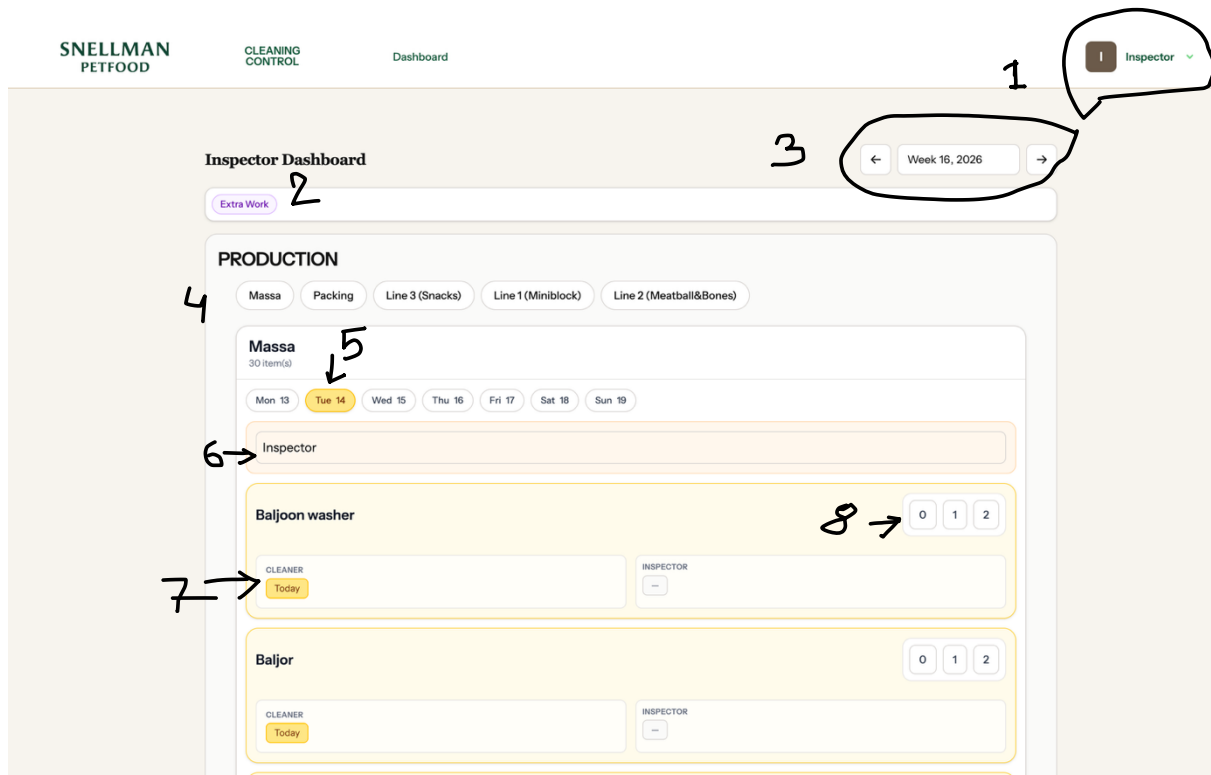 SNELLMAN
PETFOOD
CLEANING
CONTROL
Dashboard
I
Inspector
1
Inspector Dashboard
3
←
Week 16, 2026
→
Extra Work
2
PRODUCTION
4
Massa
Packing
Line 3 (Snacks)
Line 1 (Miniblock)
Line 2 (Meatball&Bones)
Massa
30 item(s)
5
Mon 13
Tue 14
Wed 15
Thu 16
Fri 17
Sat 18
Sun 19
6
Inspector
Baljoon washer
8
0
1
2
7
CLEANER
Today
INSPECTOR
–
Baljor
0
1
2
CLEANER
Today
INSPECTOR
–